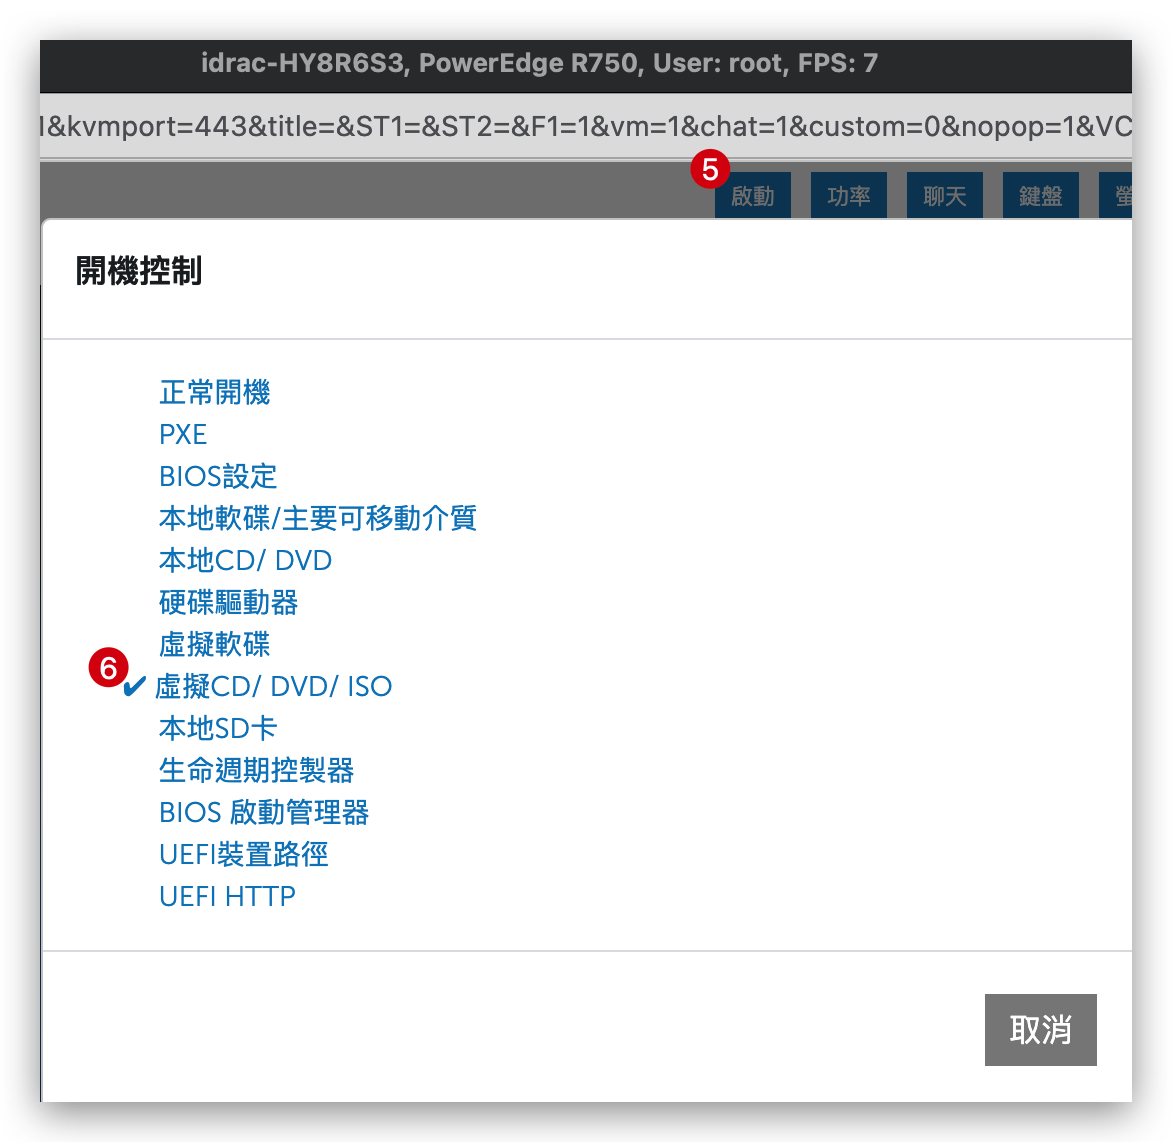 idrac-HY8R6S3, PowerEdge R750, User: root, FPS: 7
&kvmport=443&title=&ST1=&ST2=&F1=1&vm=1&chat=1&custom=0&nopop=1&VC
5
啟動 功率 聊天 鍵盤 螢
開機控制
正常開機
PXE
BIOS設定
本地軟碟/主要可移動介質
本地CD/ DVD
硬碟驅動器
虛擬軟碟
6
✔ 虛擬CD/ DVD/ ISO
本地SD卡
生命週期控製器
BIOS 啟動管理器
UEFI裝置路徑
UEFI HTTP
取消